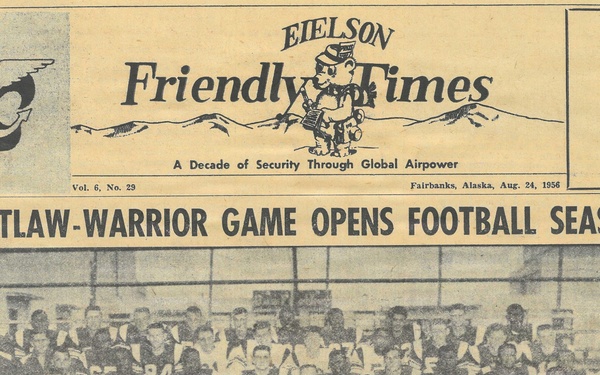 EIELSON
Friendly Times
A Decade of Security Through Global Airpower
Vol. 6, No. 29
Fairbanks, Alaska, Aug. 24, 1956
TLAW-WARRIOR GAME OPENS FOOTBALL SEAS